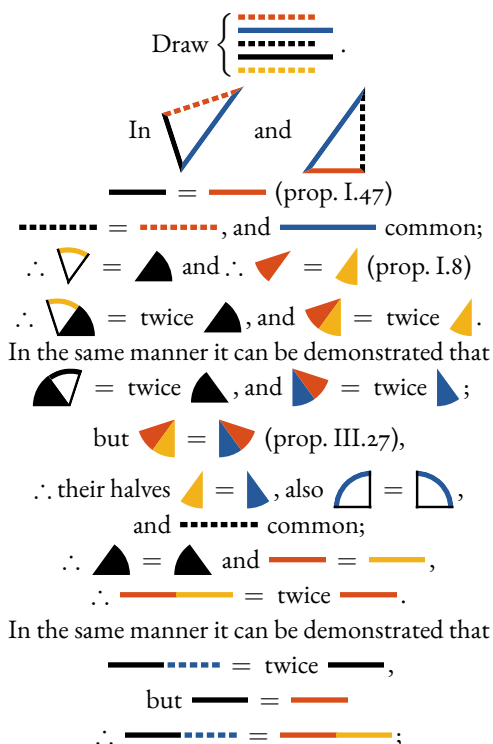 Draw { .
In and
= (prop. I.47)
= , and common;
∴ = and ∴ = (prop. I.8)
∴ = twice , and = twice .
In the same manner it can be demonstrated that
= twice , and = twice ;
but = (prop. III.27),
∴ their halves = , also = ,
and common;
∴ = and = ,
∴ = twice .
In the same manner it can be demonstrated that
= twice ,
but =
∴ = ;